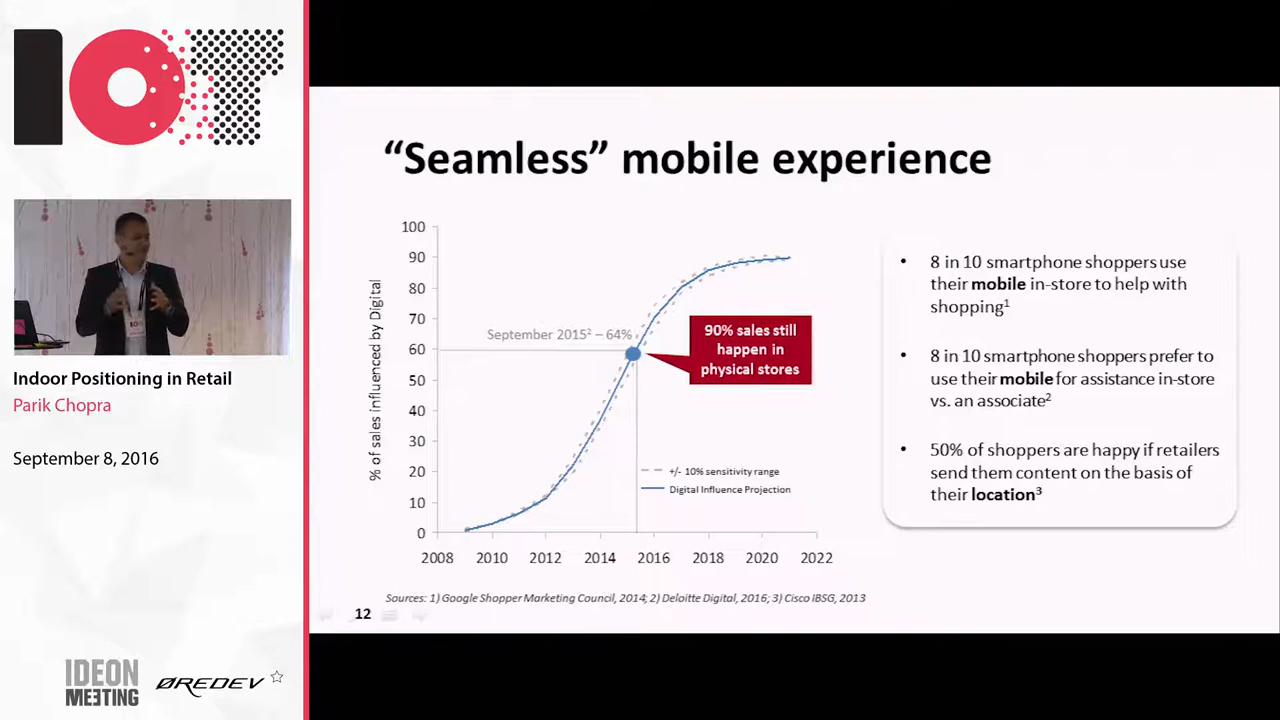 IOT
Indoor Positioning in Retail
Parik Chopra
September 8, 2016
IDEON
MEETING
ØREDEV
“Seamless” mobile experience
% of sales influenced by Digital
100
90
80
70
60
50
40
30
20
10
0
2008 2010 2012 2014 2016 2018 2020 2022
September 2015² – 64%
90% sales still
happen in
physical stores
+/- 10% sensitivity range
Digital Influence Projection
• 8 in 10 smartphone shoppers use
their mobile in-store to help with
shopping¹
• 8 in 10 smartphone shoppers prefer to
use their mobile for assistance in-store
vs. an associate²
• 50% of shoppers are happy if retailers
send them content on the basis of
their location³
Sources: 1) Google Shopper Marketing Council, 2014; 2) Deloitte Digital, 2016; 3) Cisco IBSG, 2013
12